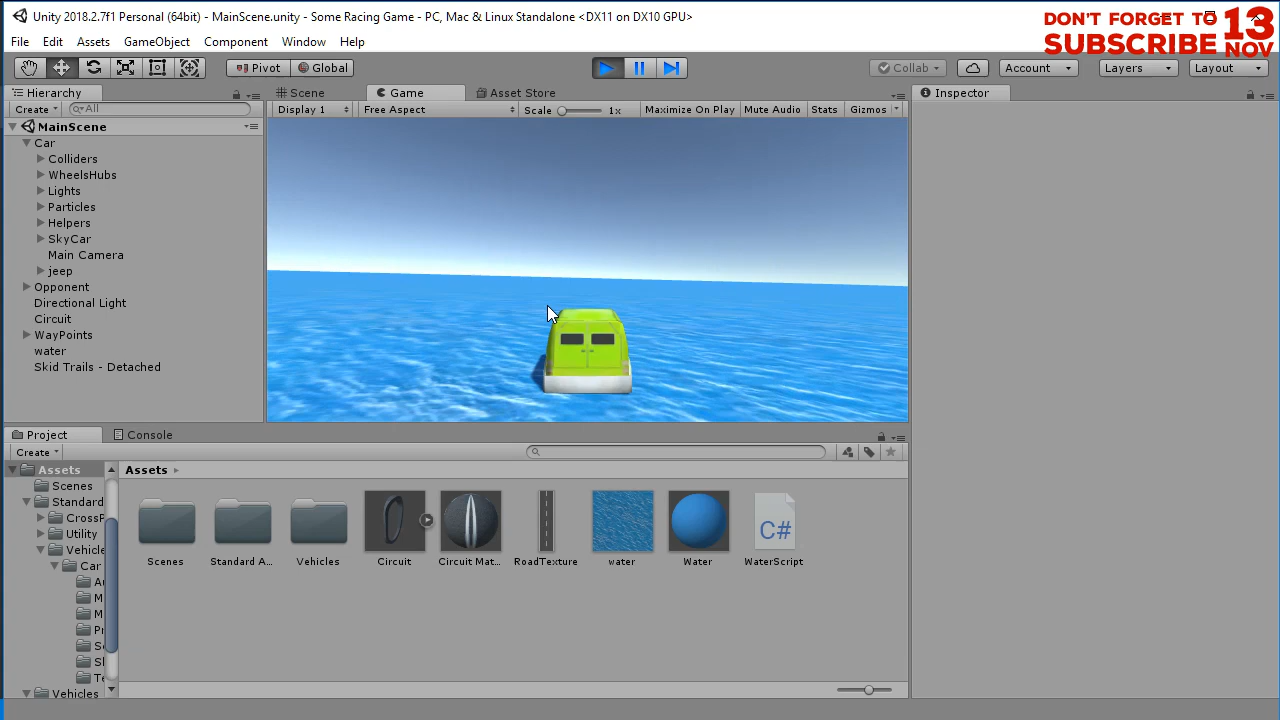 Unity 2018.2.7f1 Personal (64bit) - MainScene.unity - Some Racing Game - PC, Mac & Linux Standalone <DX11 on DX10 GPU>
DON'T FORGET TO
SUBSCRIBE
13
NOV
File Edit Assets GameObject Component Window Help
Pivot Global Collab Account Layers Layout
Hierarchy
Create All
MainScene
Car
Colliders
WheelsHubs
Lights
Particles
Helpers
SkyCar
Main Camera
jeep
Opponent
Directional Light
Circuit
WayPoints
water
Skid Trails - Detached
Scene Game Asset Store
Display 1 Free Aspect Scale 1x Maximize On Play Mute Audio Stats Gizmos
Inspector
Project Console
Create
Assets
Scenes
Standard
CrossP
Utility
Vehicle
Car
A
M
M
Pr
Sc
Sl
Te
Vehicles
Assets
Scenes
Standard A...
Vehicles
Circuit
Circuit Mat...
RoadTexture
water
Water
C#
WaterScript